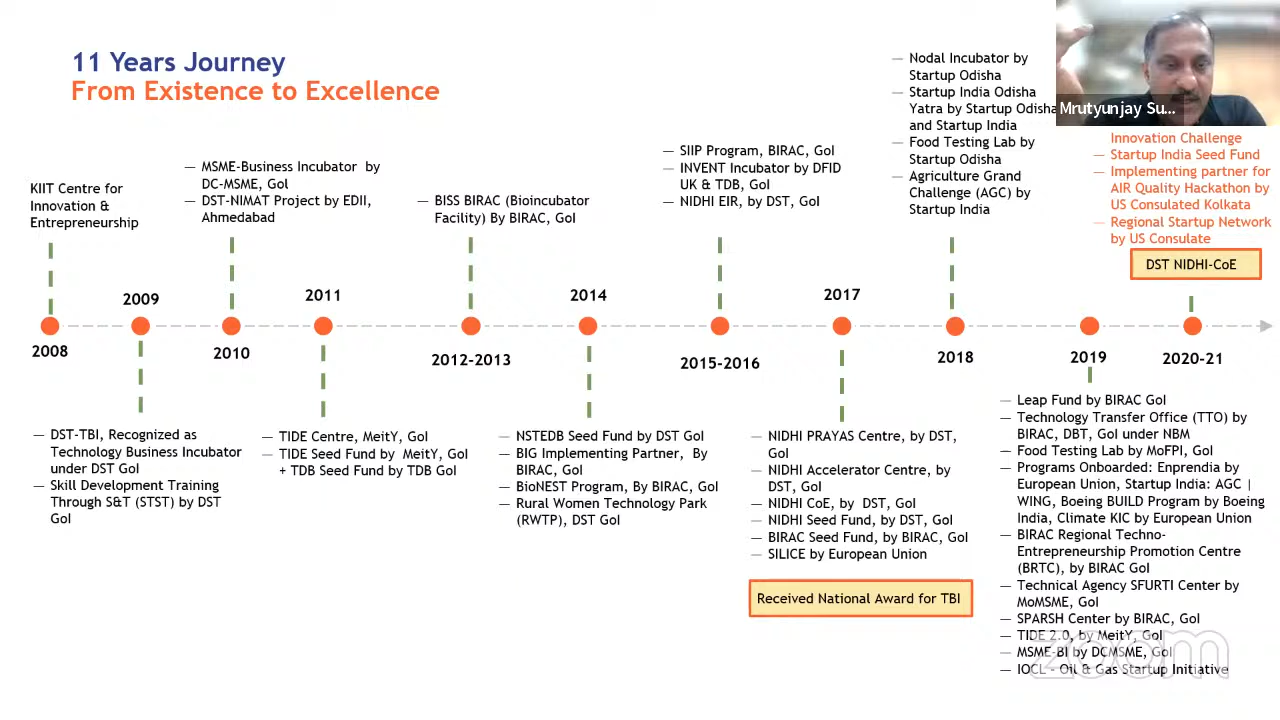 11 Years Journey
From Existence to Excellence
Mrutyunjay Su...
KIIT Centre for
Innovation &
Entrepreneurship
2008
2009
— DST-TBI, Recognized as
Technology Business Incubator
under DST GoI
— Skill Development Training
Through S&T (STST) by DST
GoI
— MSME-Business Incubator by
DC-MSME, GoI
— DST-NIMAT Project by EDII,
Ahmedabad
2010
2011
— TIDE Centre, MeitY, GoI
— TIDE Seed Fund by MeitY, GoI
+ TDB Seed Fund by TDB GoI
— BISS BIRAC (Bioincubator
Facility) By BIRAC, GoI
2012-2013
2014
— NSTEDB Seed Fund by DST GoI
— BIG Implementing Partner, By
BIRAC, GoI
— BioNEST Program, By BIRAC, GoI
— Rural Women Technology Park
(RWTP), DST GoI
— SIIP Program, BIRAC, GoI
— INVENT Incubator by DFID
UK & TDB, GoI
— NIDHI EIR, by DST, GoI
2015-2016
2017
— NIDHI PRAYAS Centre, by DST,
GoI
— NIDHI Accelerator Centre, by
DST, GoI
— NIDHI CoE, by DST, GoI
— NIDHI Seed Fund, by DST, GoI
— BIRAC Seed Fund, by BIRAC, GoI
— SILICE by European Union
Received National Award for TBI
— Nodal Incubator by
Startup Odisha
— Startup India Odisha
Yatra by Startup Odisha
and Startup India
— Food Testing Lab by
Startup Odisha
— Agriculture Grand
Challenge (AGC) by
Startup India
2018
2019
— Leap Fund by BIRAC GoI
— Technology Transfer Office (TTO) by
BIRAC, DBT, GoI under NBM
— Food Testing Lab by MoFPI, GoI
— Programs Onboarded: Enprendia by
European Union, Startup India: AGC |
WING, Boeing BUILD Program by Boeing
India, Climate KIC by European Union
— BIRAC Regional Techno-
Entrepreneurship Promotion Centre
(BRTC), by BIRAC GoI
— Technical Agency SFURTI Center by
MoMSME, GoI
— SPARSH Center by BIRAC, GoI
— TIDE 2.0, by MeitY, GoI
— MSME-BI by DCMSME, GoI
— IOCL - Oil & Gas Startup Initiative
Innovation Challenge
— Startup India Seed Fund
— Implementing partner for
AIR Quality Hackathon by
US Consulated Kolkata
— Regional Startup Network
by US Consulate
DST NIDHI-CoE
2020-21
zoom